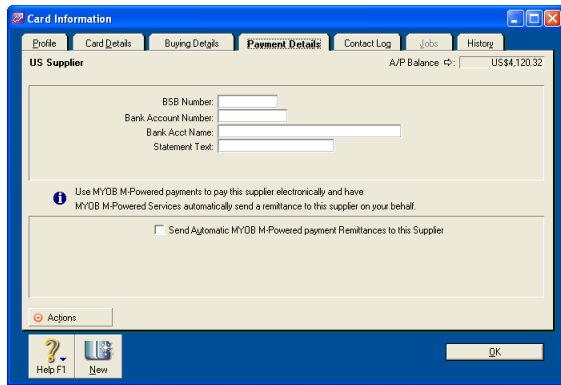 Card Information
Profile Card Details Buying Details Payment Details Contact Log Jobs History
US Supplier A/P Balance ⇨: US$4,120.32
BSB Number:
Bank Account Number:
Bank Acct Name:
Statement Text:
Use MYOB M-Powered payments to pay this supplier electronically and have
MYOB M-Powered Services automatically send a remittance to this supplier on your behalf.
Send Automatic MYOB M-Powered payment Remittances to this Supplier
Actions
Help F1 New OK